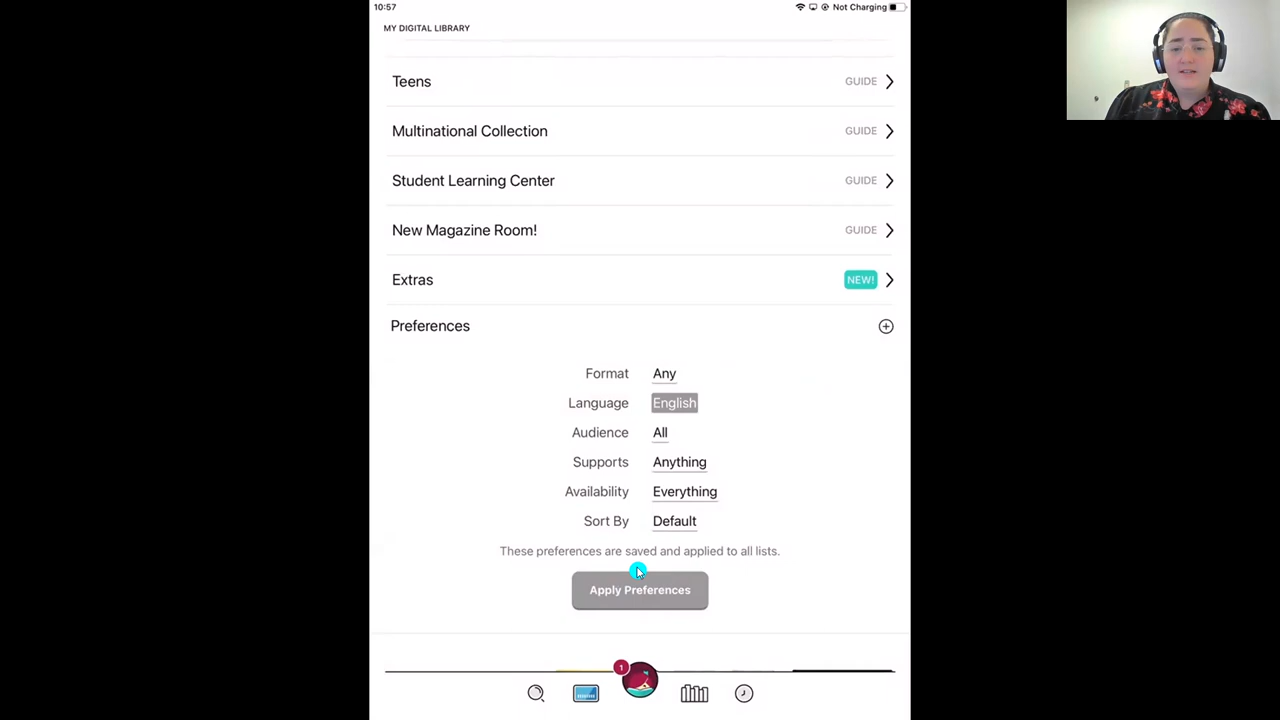 10:57
Not Charging
MY DIGITAL LIBRARY
Teens GUIDE
Multinational Collection GUIDE
Student Learning Center GUIDE
New Magazine Room! GUIDE
Extras NEW!
Preferences
Format Any
Language English
Audience All
Supports Anything
Availability Everything
Sort By Default
These preferences are saved and applied to all lists.
Apply Preferences
1